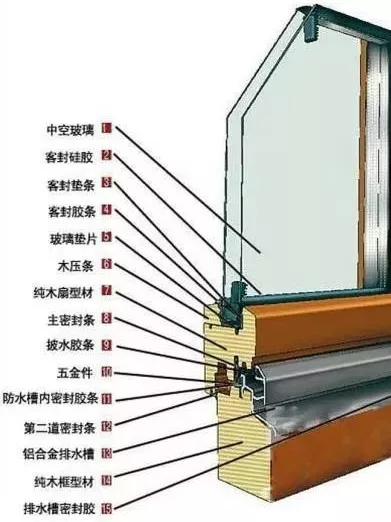 中空玻璃 1
客封硅胶 2
客封垫条 3
客封胶条 4
玻璃垫片 5
木压条 6
纯木扇型材 7
主密封条 8
披水胶条 9
五金件 10
防水槽内密封胶条 11
第二道密封条 12
铝合金排水槽 13
纯木框型材 14
排水槽密封胶 15